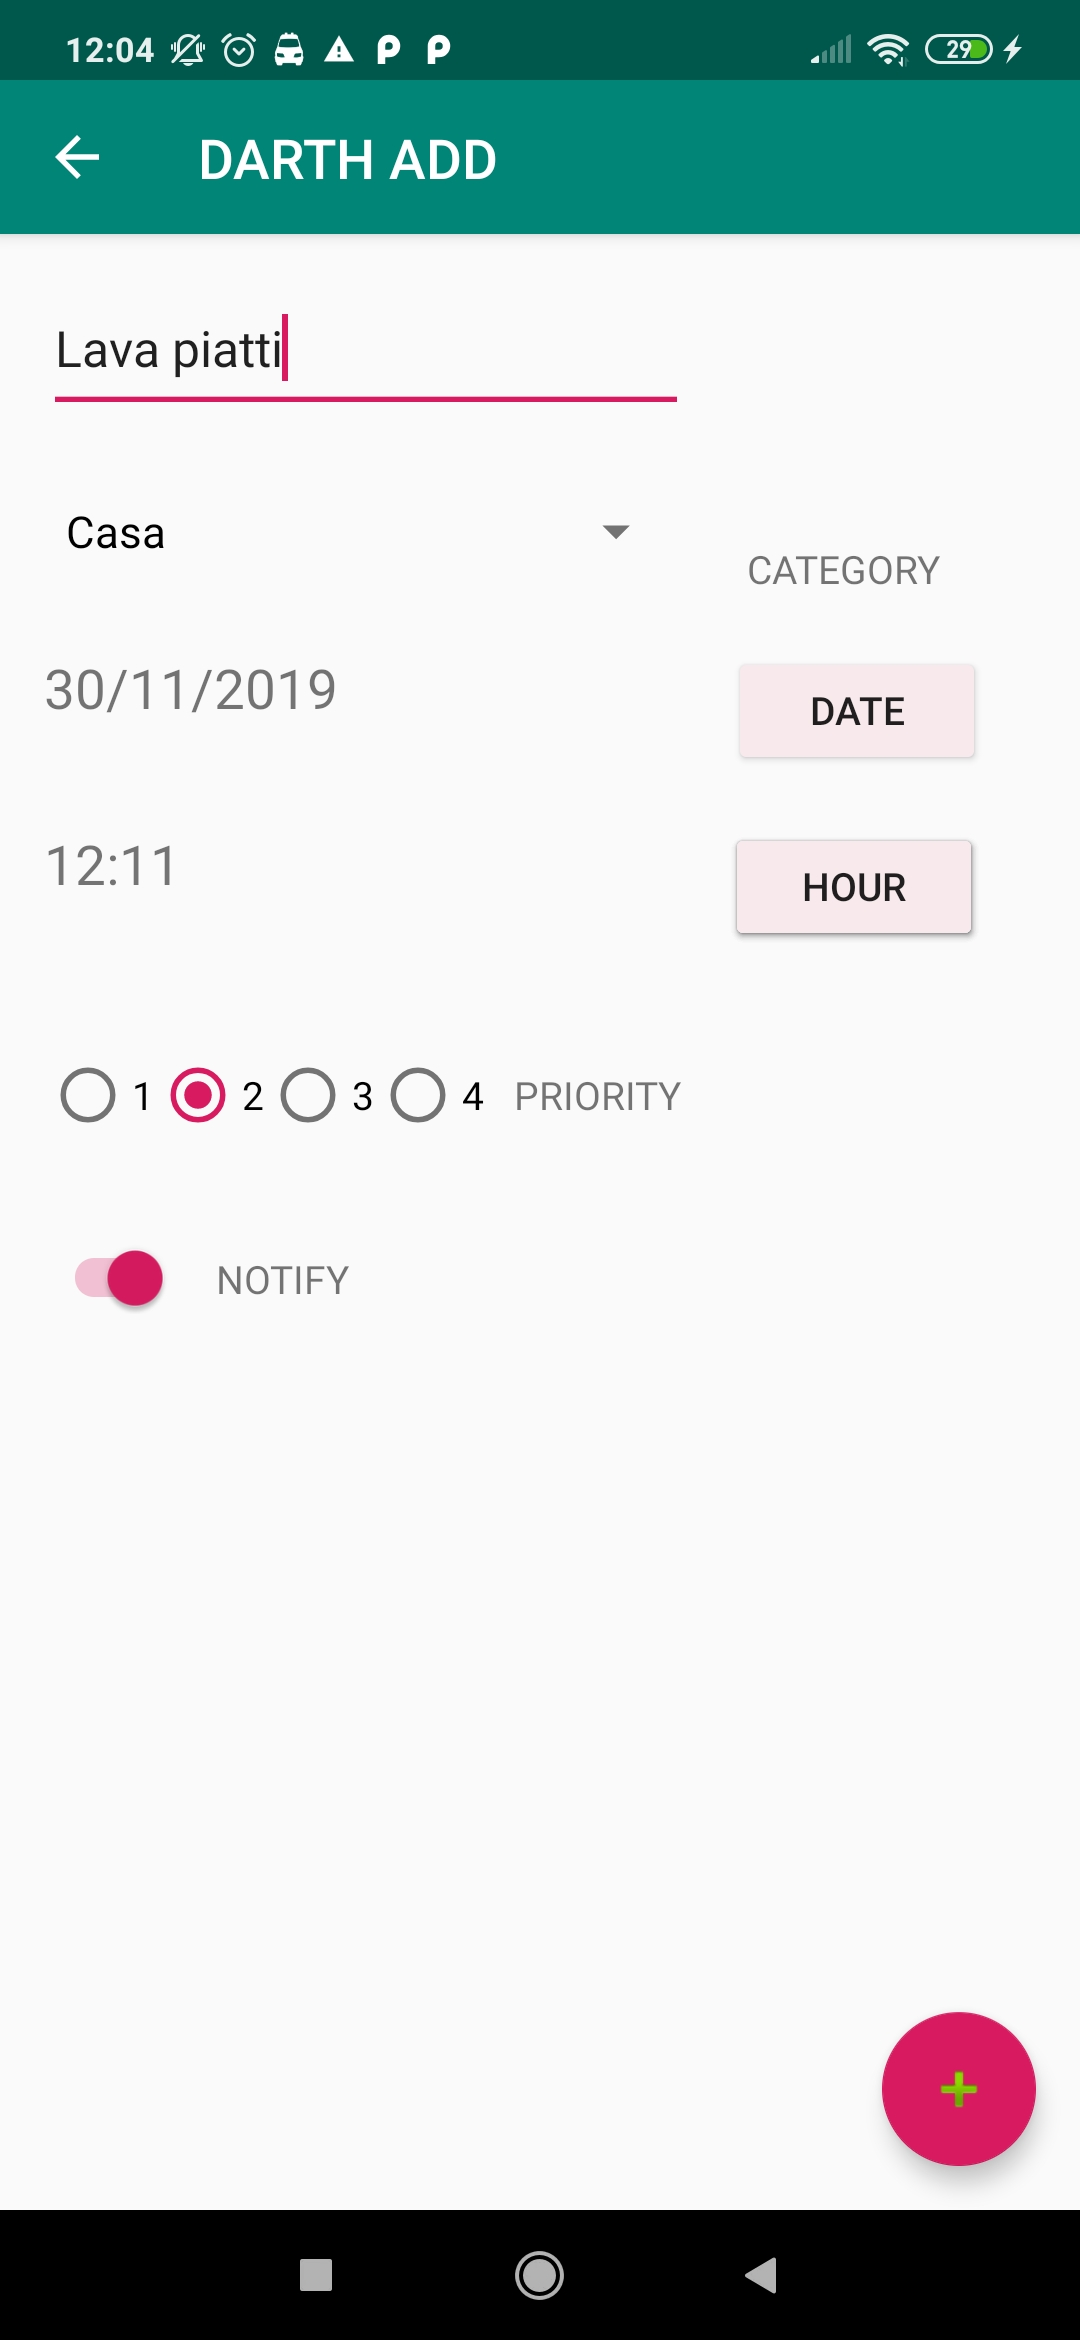 12:04
29
DARTH ADD
Lava piatti
Casa
CATEGORY
30/11/2019
DATE
12:11
HOUR
1 2 3 4 PRIORITY
NOTIFY